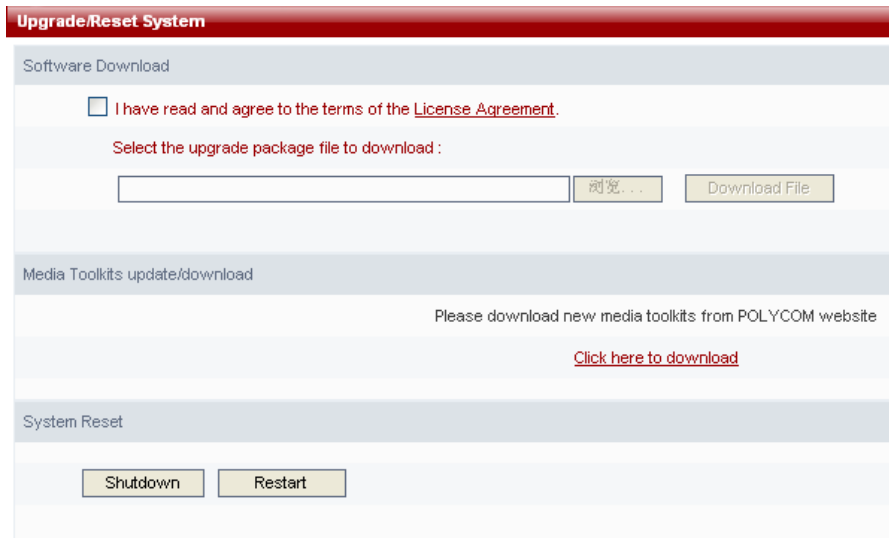 Upgrade/Reset System
Software Download
I have read and agree to the terms of the License Agreement.
Select the upgrade package file to download :
浏览... Download File
Media Toolkits update/download
Please download new media toolkits from POLYCOM website
Click here to download
System Reset
Shutdown Restart